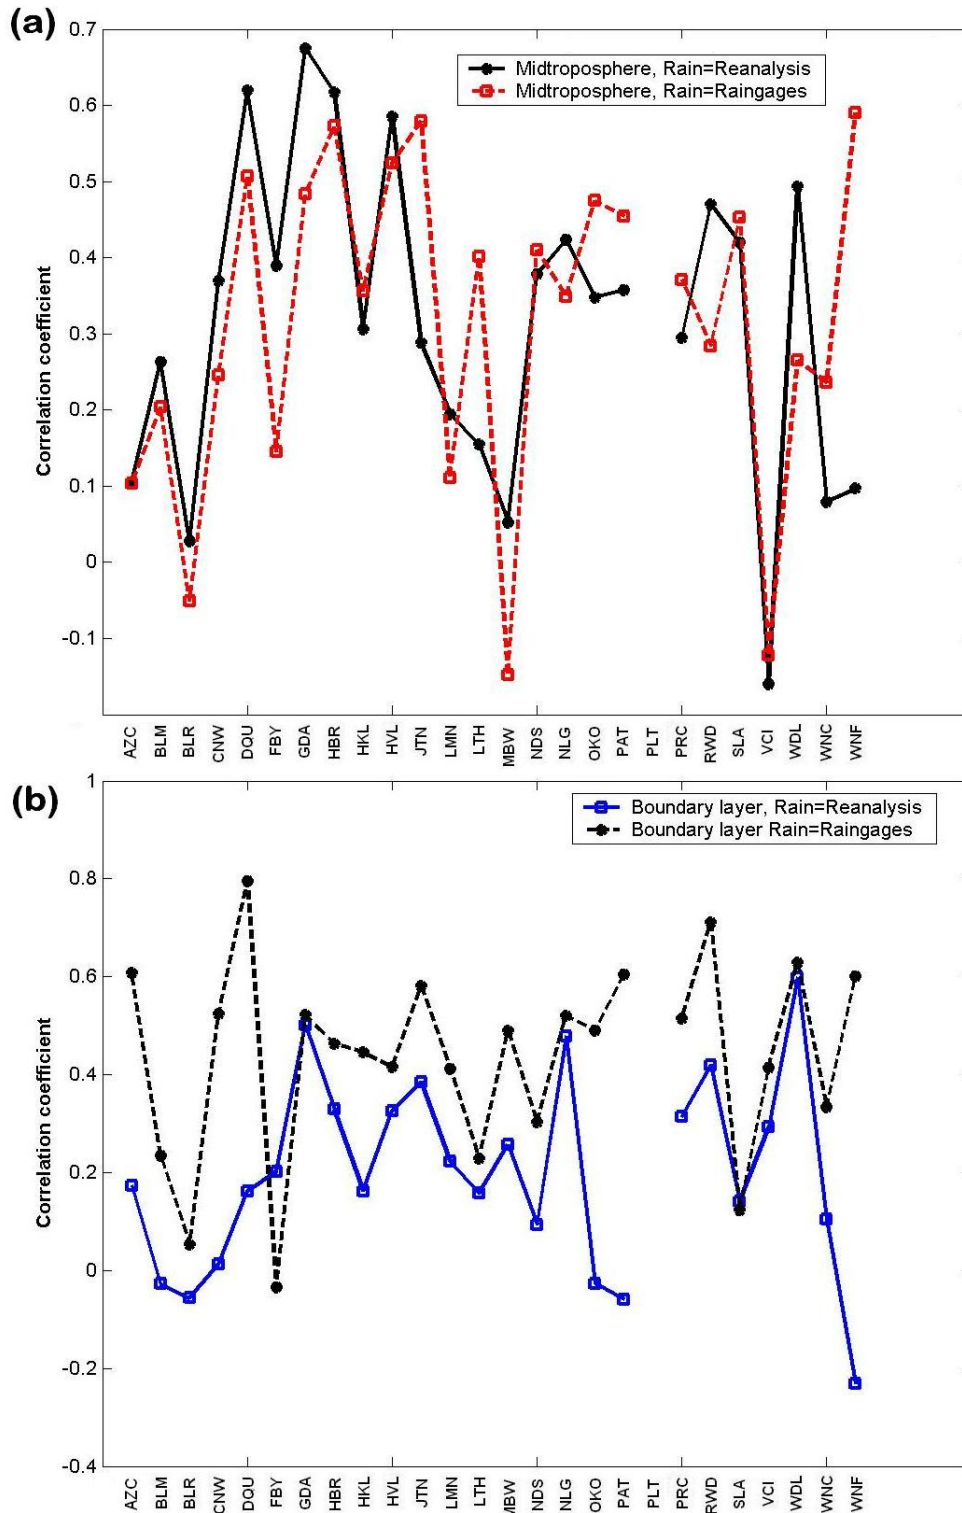 (a)
0.7
0.6
0.5
0.4
0.3
0.2
0.1
0
-0.1
Correlation coefficient
Midtroposphere, Rain=Reanalysis
Midtroposphere, Rain=Raingages
AZC BLM BLR CNW DQU FBY GDA HBR HKL HVL JTN LMN LTH MBW NDS NLG OKO PAT PLT PRC RWD SLA VCI WDL WNC WNF
(b)
1
0.8
0.6
0.4
0.2
0
-0.2
-0.4
Correlation coefficient
Boundary layer, Rain=Reanalysis
Boundary layer Rain=Raingages
AZC BLM BLR CNW DQU FBY GDA HBR HKL HVL JTN LMN LTH MBW NDS NLG OKO PAT PLT PRC RWD SLA VCI WDL WNC WNF